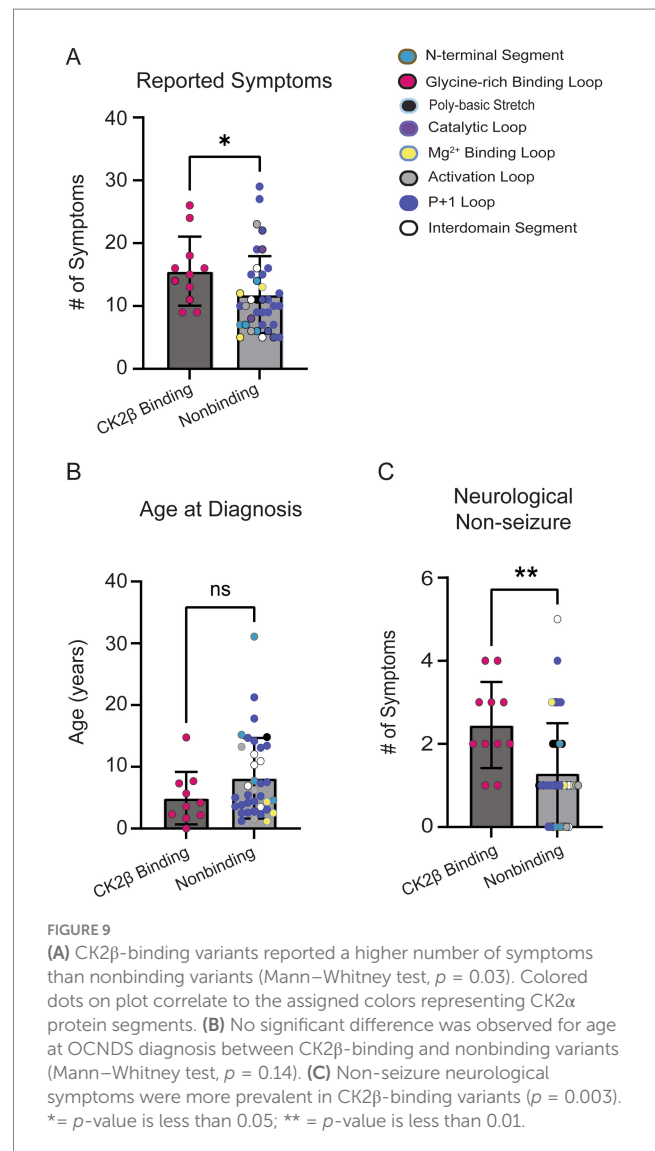 A
Reported Symptoms
N-terminal Segment
Glycine-rich Binding Loop
Poly-basic Stretch
Catalytic Loop
Mg²⁺ Binding Loop
Activation Loop
P+1 Loop
Interdomain Segment
# of Symptoms
40
30
20
10
0
*
CK2β Binding
Nonbinding
B
Age at Diagnosis
Age (years)
40
30
20
10
0
ns
CK2β Binding
Nonbinding
C
Neurological
Non-seizure
# of Symptoms
6
4
2
0
**
CK2β Binding
Nonbinding
FIGURE 9
(A) CK2β-binding variants reported a higher number of symptoms
than nonbinding variants (Mann–Whitney test, p = 0.03). Colored
dots on plot correlate to the assigned colors representing CK2α
protein segments. (B) No significant difference was observed for age
at OCNDS diagnosis between CK2β-binding and nonbinding variants
(Mann–Whitney test, p = 0.14). (C) Non-seizure neurological
symptoms were more prevalent in CK2β-binding variants (p = 0.003).
*= p-value is less than 0.05; ** = p-value is less than 0.01.